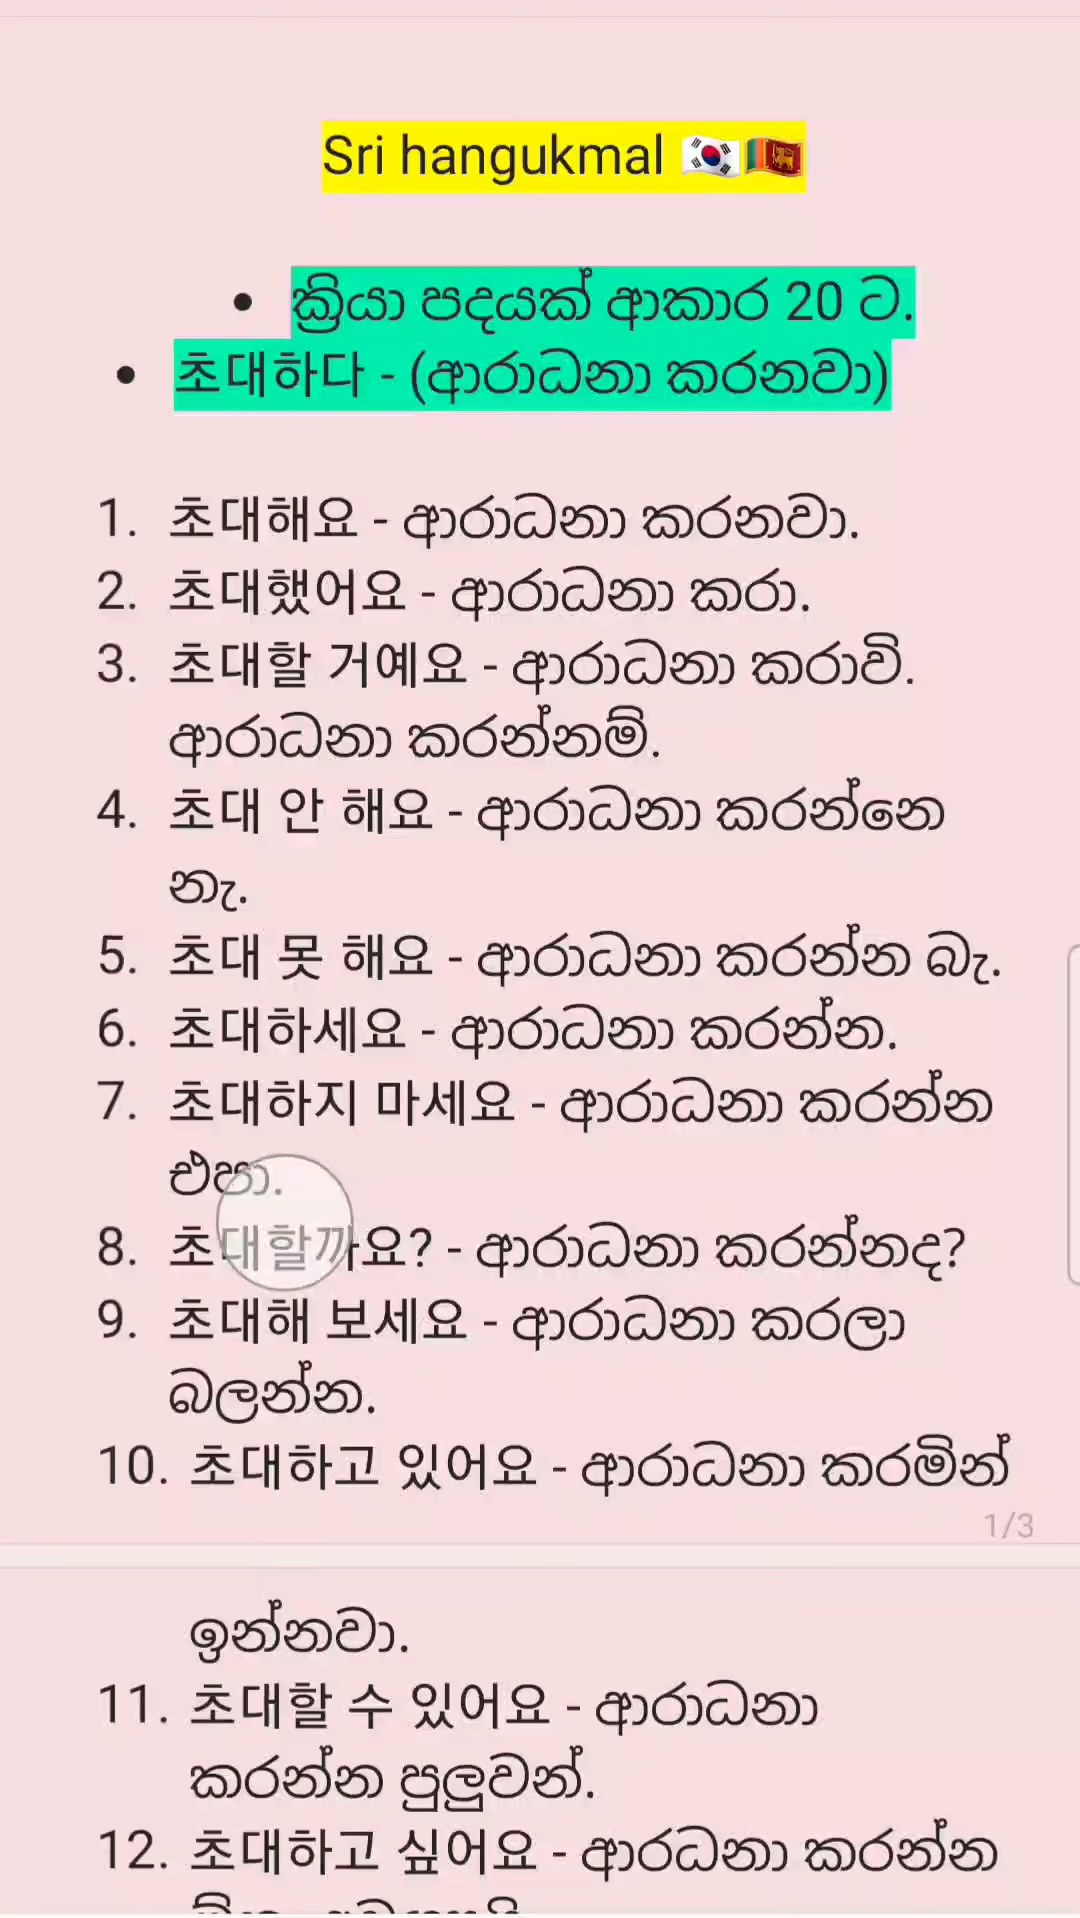 Sri hangukmal 🇰🇷🇱🇰
• ක්‍රියා පදයක් ආකාර 20 ට.
• 초대하다 - (ආරාධනා කරනවා)
1. 초대해요 - ආරාධනා කරනවා.
2. 초대했어요 - ආරාධනා කරා.
3. 초대할 거예요 - ආරාධනා කරාවි.
ආරාධනා කරන්නම්.
4. 초대 안 해요 - ආරාධනා කරන්නෙ
නැ.
5. 초대 못 해요 - ආරාධනා කරන්න බැ.
6. 초대하세요 - ආරාධනා කරන්න.
7. 초대하지 마세요 - ආරාධනා කරන්න
එපා.
8. 초대할까요? - ආරාධනා කරන්නද?
9. 초대해 보세요 - ආරාධනා කරලා
බලන්න.
10. 초대하고 있어요 - ආරාධනා කරමින්
1/3
ඉන්නවා.
11. 초대할 수 있어요 - ආරාධනා
කරන්න පුලුවන්.
12. 초대하고 싶어요 - ආරධනා කරන්න